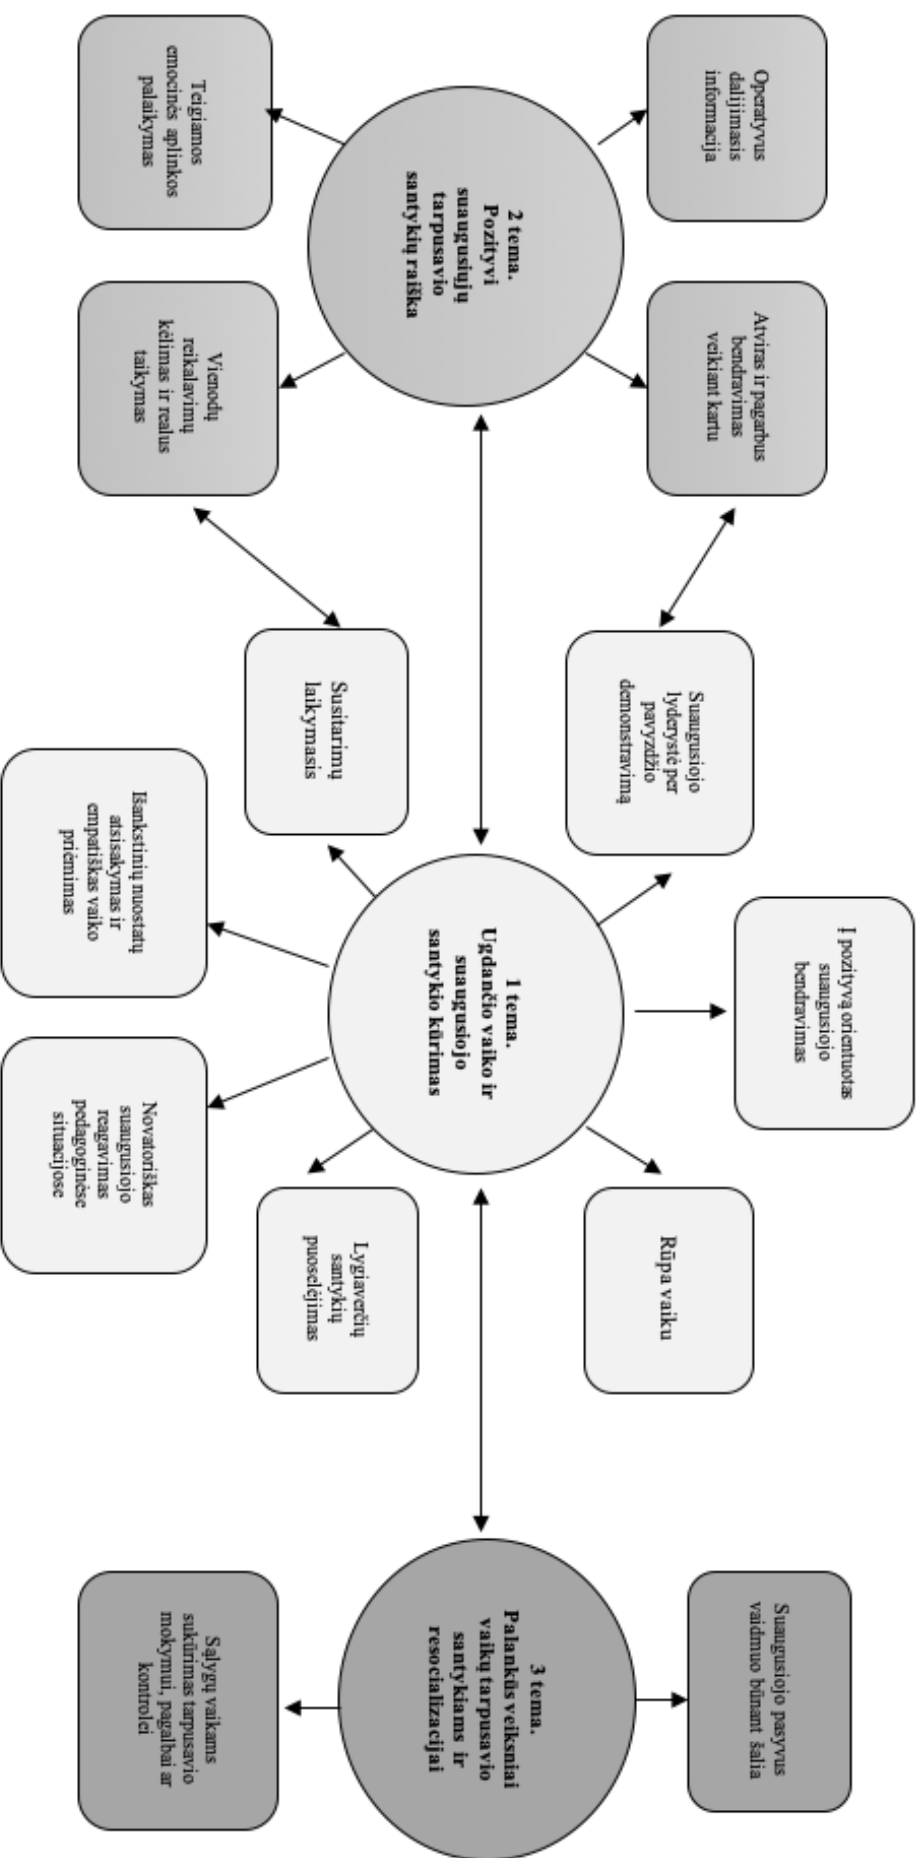 Operatyvus
dalijimasis
informacija
Atviras ir pagarbus
bendravimas
veikiant kartu
2 tema.
Pozityvi
suaugusiųjų
tarpusavio
santykių raiška
Teigiamos
emocinės aplinkos
palaikymas
Vienodų
reikalavimų
kėlimas ir realus
taikymas
Suaugusiojo
lyderystė per
pavyzdžio
demonstravimą
Į pozityvą orientuotas
suaugusiojo
bendravimas
Rūpa vaiku
1 tema.
Ugdančio vaiko ir
suaugusiojo
santykio kūrimas
Susitarimų
laikymasis
Išankstinių nuostatų
atsisakymas ir
empatiškas vaiko
priėmimas
Novatoriškas
suaugusiojo
reagavimas
pedagoginėse
situacijose
Lygiaverčių
santykių
puoselėjimas
Suaugusiojo pasyvus
vaidmuo būnant šalia
3 tema.
Palankūs veiksniai
vaikų tarpusavio
santykiams ir
resocializacijai
Sąlygų vaikams
sukūrimas tarpusavio
mokymui, pagalbai ar
kontrolei